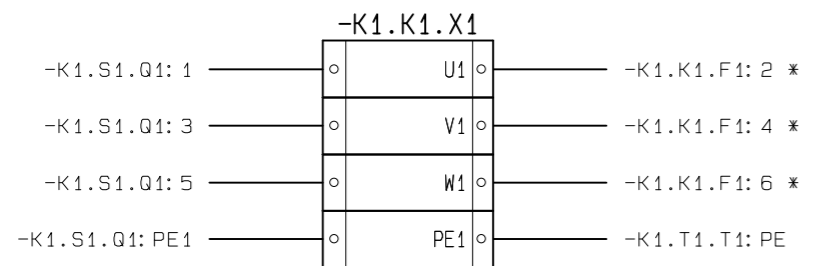 -K1.K1.X1
-K1.S1.Q1:1 U1 -K1.K1.F1:2 *
-K1.S1.Q1:3 V1 -K1.K1.F1:4 *
-K1.S1.Q1:5 W1 -K1.K1.F1:6 *
-K1.S1.Q1:PE1 PE1 -K1.T1.T1:PE